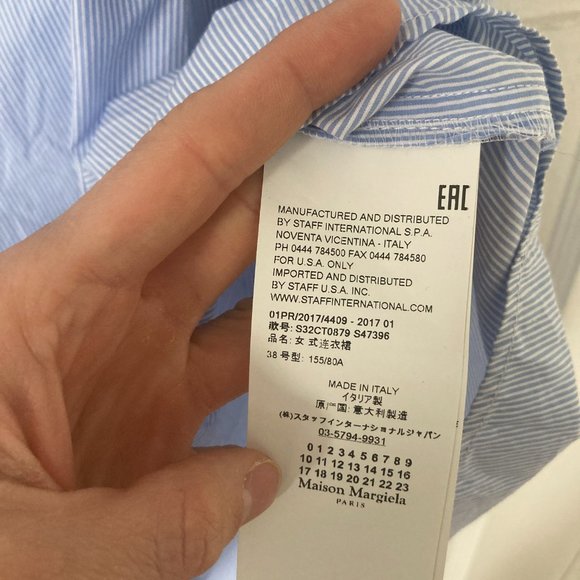 EAC
MANUFACTURED AND DISTRIBUTED
BY STAFF INTERNATIONAL S.P.A.
NOVENTA VICENTINA - ITALY
PH 0444 784500 FAX 0444 784580
FOR U.S.A. ONLY
IMPORTED AND DISTRIBUTED
BY STAFF U.S.A. INC.
WWW.STAFFINTERNATIONAL.COM
01PR/2017/4409 - 2017 01
款号: S32CT0879 S47396
品名: 女 式连衣裙
38 号型: 155/80A
MADE IN ITALY
イタリア製
原产国: 意大利製造
(株)スタッフインターナショナルジャパン
03-5794-9931
0 1 2 3 4 5 6 7 8 9
10 11 12 13 14 15 16
17 18 19 20 21 22 23
Maison Margiela
PARIS